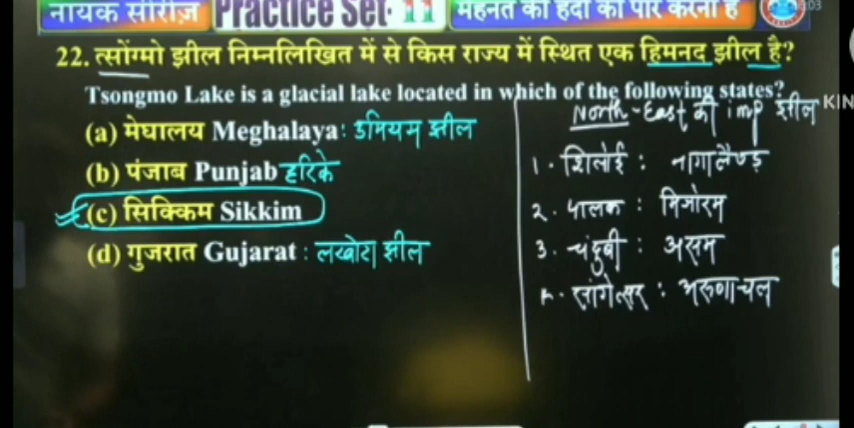 नायक सीरीज़ Practice Set- 11 मेहनत की हदों को पार करना है
22. त्सोंग्मो झील निम्नलिखित में से किस राज्य में स्थित एक हिमनद झील है?
Tsongmo Lake is a glacial lake located in which of the following states?
(a) मेघालय Meghalaya : उमियम झील
(b) पंजाब Punjab हरिके
(c) सिक्किम Sikkim
(d) गुजरात Gujarat : लखोटा झील
North-East की imp झील
1. शिलोई : नागालैण्ड
2. पालक : मिजोरम
3. चंदुबी : असम
4. सांगेत्सर : अरुणाचल
KIN